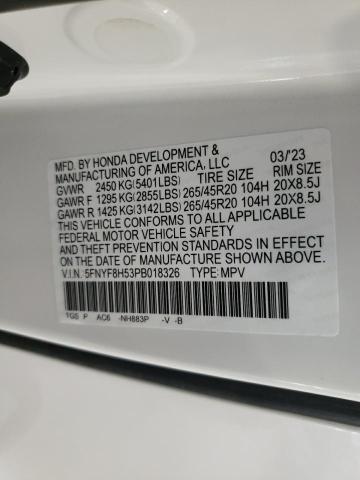 MFD. BY HONDA DEVELOPMENT &
MANUFACTURING OF AMERICA, LLC 03/'23
GVWR 2450 KG(5401LBS) TIRE SIZE RIM SIZE
GAWR F 1295 KG(2855LBS) 265/45R20 104H 20X8.5J
GAWR R 1425 KG(3142LBS) 265/45R20 104H 20X8.5J
THIS VEHICLE CONFORMS TO ALL APPLICABLE
FEDERAL MOTOR VEHICLE SAFETY
AND THEFT PREVENTION STANDARDS IN EFFECT
ON THE DATE OF MANUFACTURE SHOWN ABOVE.
V.I.N.:5FNYF8H53PB018326 TYPE:MPV
TGS P AC6 -NH883P -V -B